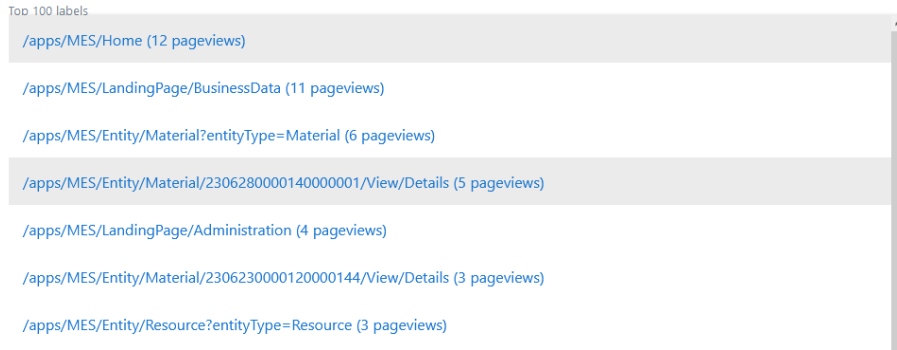 Top 100 labels
/apps/MES/Home (12 pageviews)
/apps/MES/LandingPage/BusinessData (11 pageviews)
/apps/MES/Entity/Material?entityType=Material (6 pageviews)
/apps/MES/Entity/Material/2306280000140000001/View/Details (5 pageviews)
/apps/MES/LandingPage/Administration (4 pageviews)
/apps/MES/Entity/Material/2306230000120000144/View/Details (3 pageviews)
/apps/MES/Entity/Resource?entityType=Resource (3 pageviews)